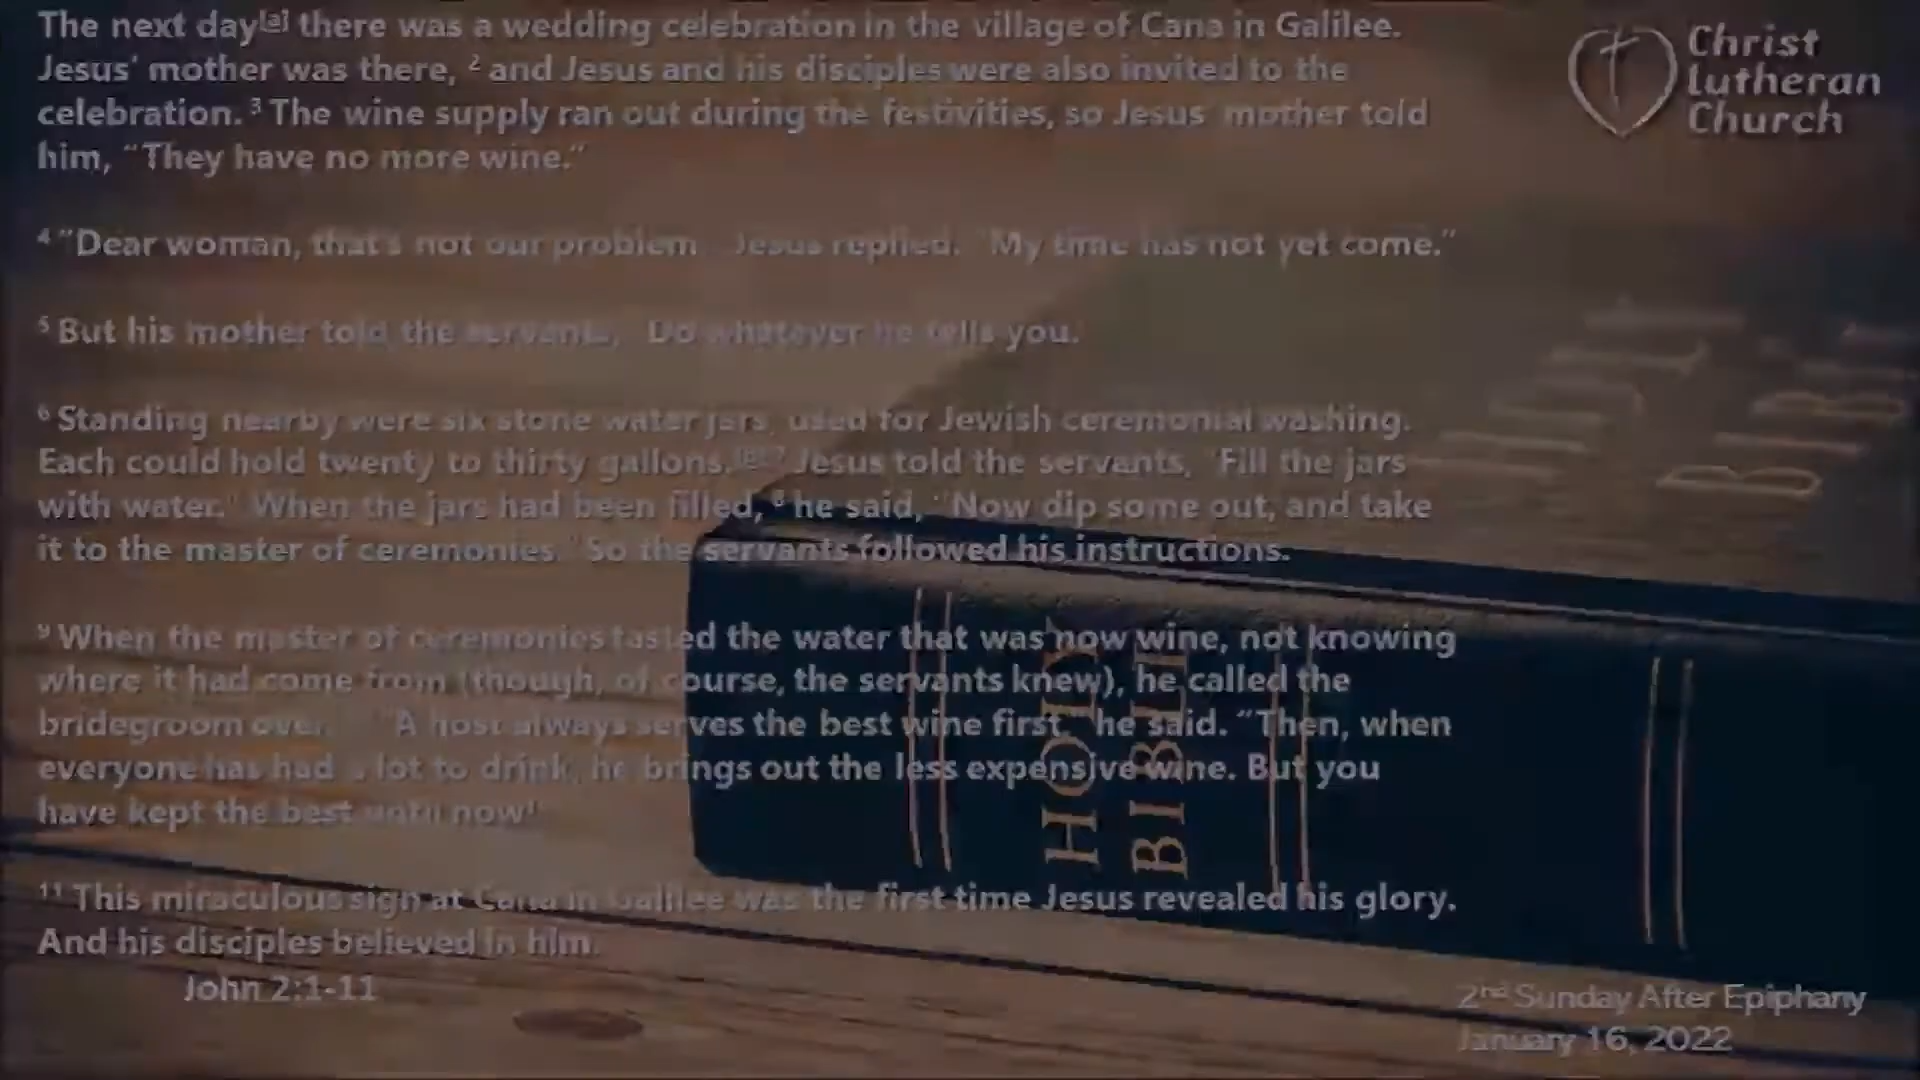 The next day[a] there was a wedding celebration in the village of Cana in Galilee.
Jesus’ mother was there, 2 and Jesus and his disciples were also invited to the
celebration. 3 The wine supply ran out during the festivities, so Jesus’ mother told
him, “They have no more wine.”
4 “Dear woman, that’s not our problem,” Jesus replied. “My time has not yet come.”
5 But his mother told the servants, “Do whatever he tells you.”
6 Standing nearby were six stone water jars, used for Jewish ceremonial washing.
Each could hold twenty to thirty gallons.[b] 7 Jesus told the servants, “Fill the jars
with water.” When the jars had been filled, 8 he said, “Now dip some out, and take
it to the master of ceremonies.” So the servants followed his instructions.
9 When the master of ceremonies tasted the water that was now wine, not knowing
where it had come from (though, of course, the servants knew), he called the
bridegroom over. “A host always serves the best wine first,” he said. “Then, when
everyone has had a lot to drink, he brings out the less expensive wine. But you
have kept the best until now!”
11 This miraculous sign at Cana in Galilee was the first time Jesus revealed his glory.
And his disciples believed in him.
John 2:1-11
Christ
Lutheran
Church
HOLY
BIBLE
2nd Sunday After Epiphany
January 16, 2022